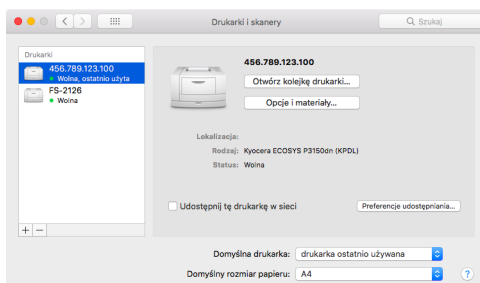 Drukarki i skanery
Szukaj
Drukarki
456.789.123.100
Wolna, ostatnio użyta
FS-2126
Wolna
456.789.123.100
Otwórz kolejkę drukarki...
Opcje i materiały...
Lokalizacja:
Rodzaj: Kyocera ECOSYS P3150dn (KPDL)
Status: Wolna
Udostępnij tę drukarkę w sieci
Preferencje udostępniania...
+ −
Domyślna drukarka: drukarka ostatnio używana
Domyślny rozmiar papieru: A4
?